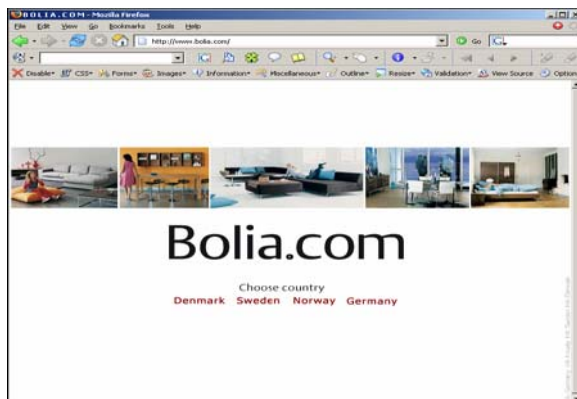 BOLIA.COM - Mozilla Firefox
File Edit View Go Bookmarks Tools Help
http://www.bolia.com/ Go G
Disable CSS Forms Images Information Miscellaneous Outline Resize Validation View Source Option
Bolia.com
Choose country
Denmark Sweden Norway Germany